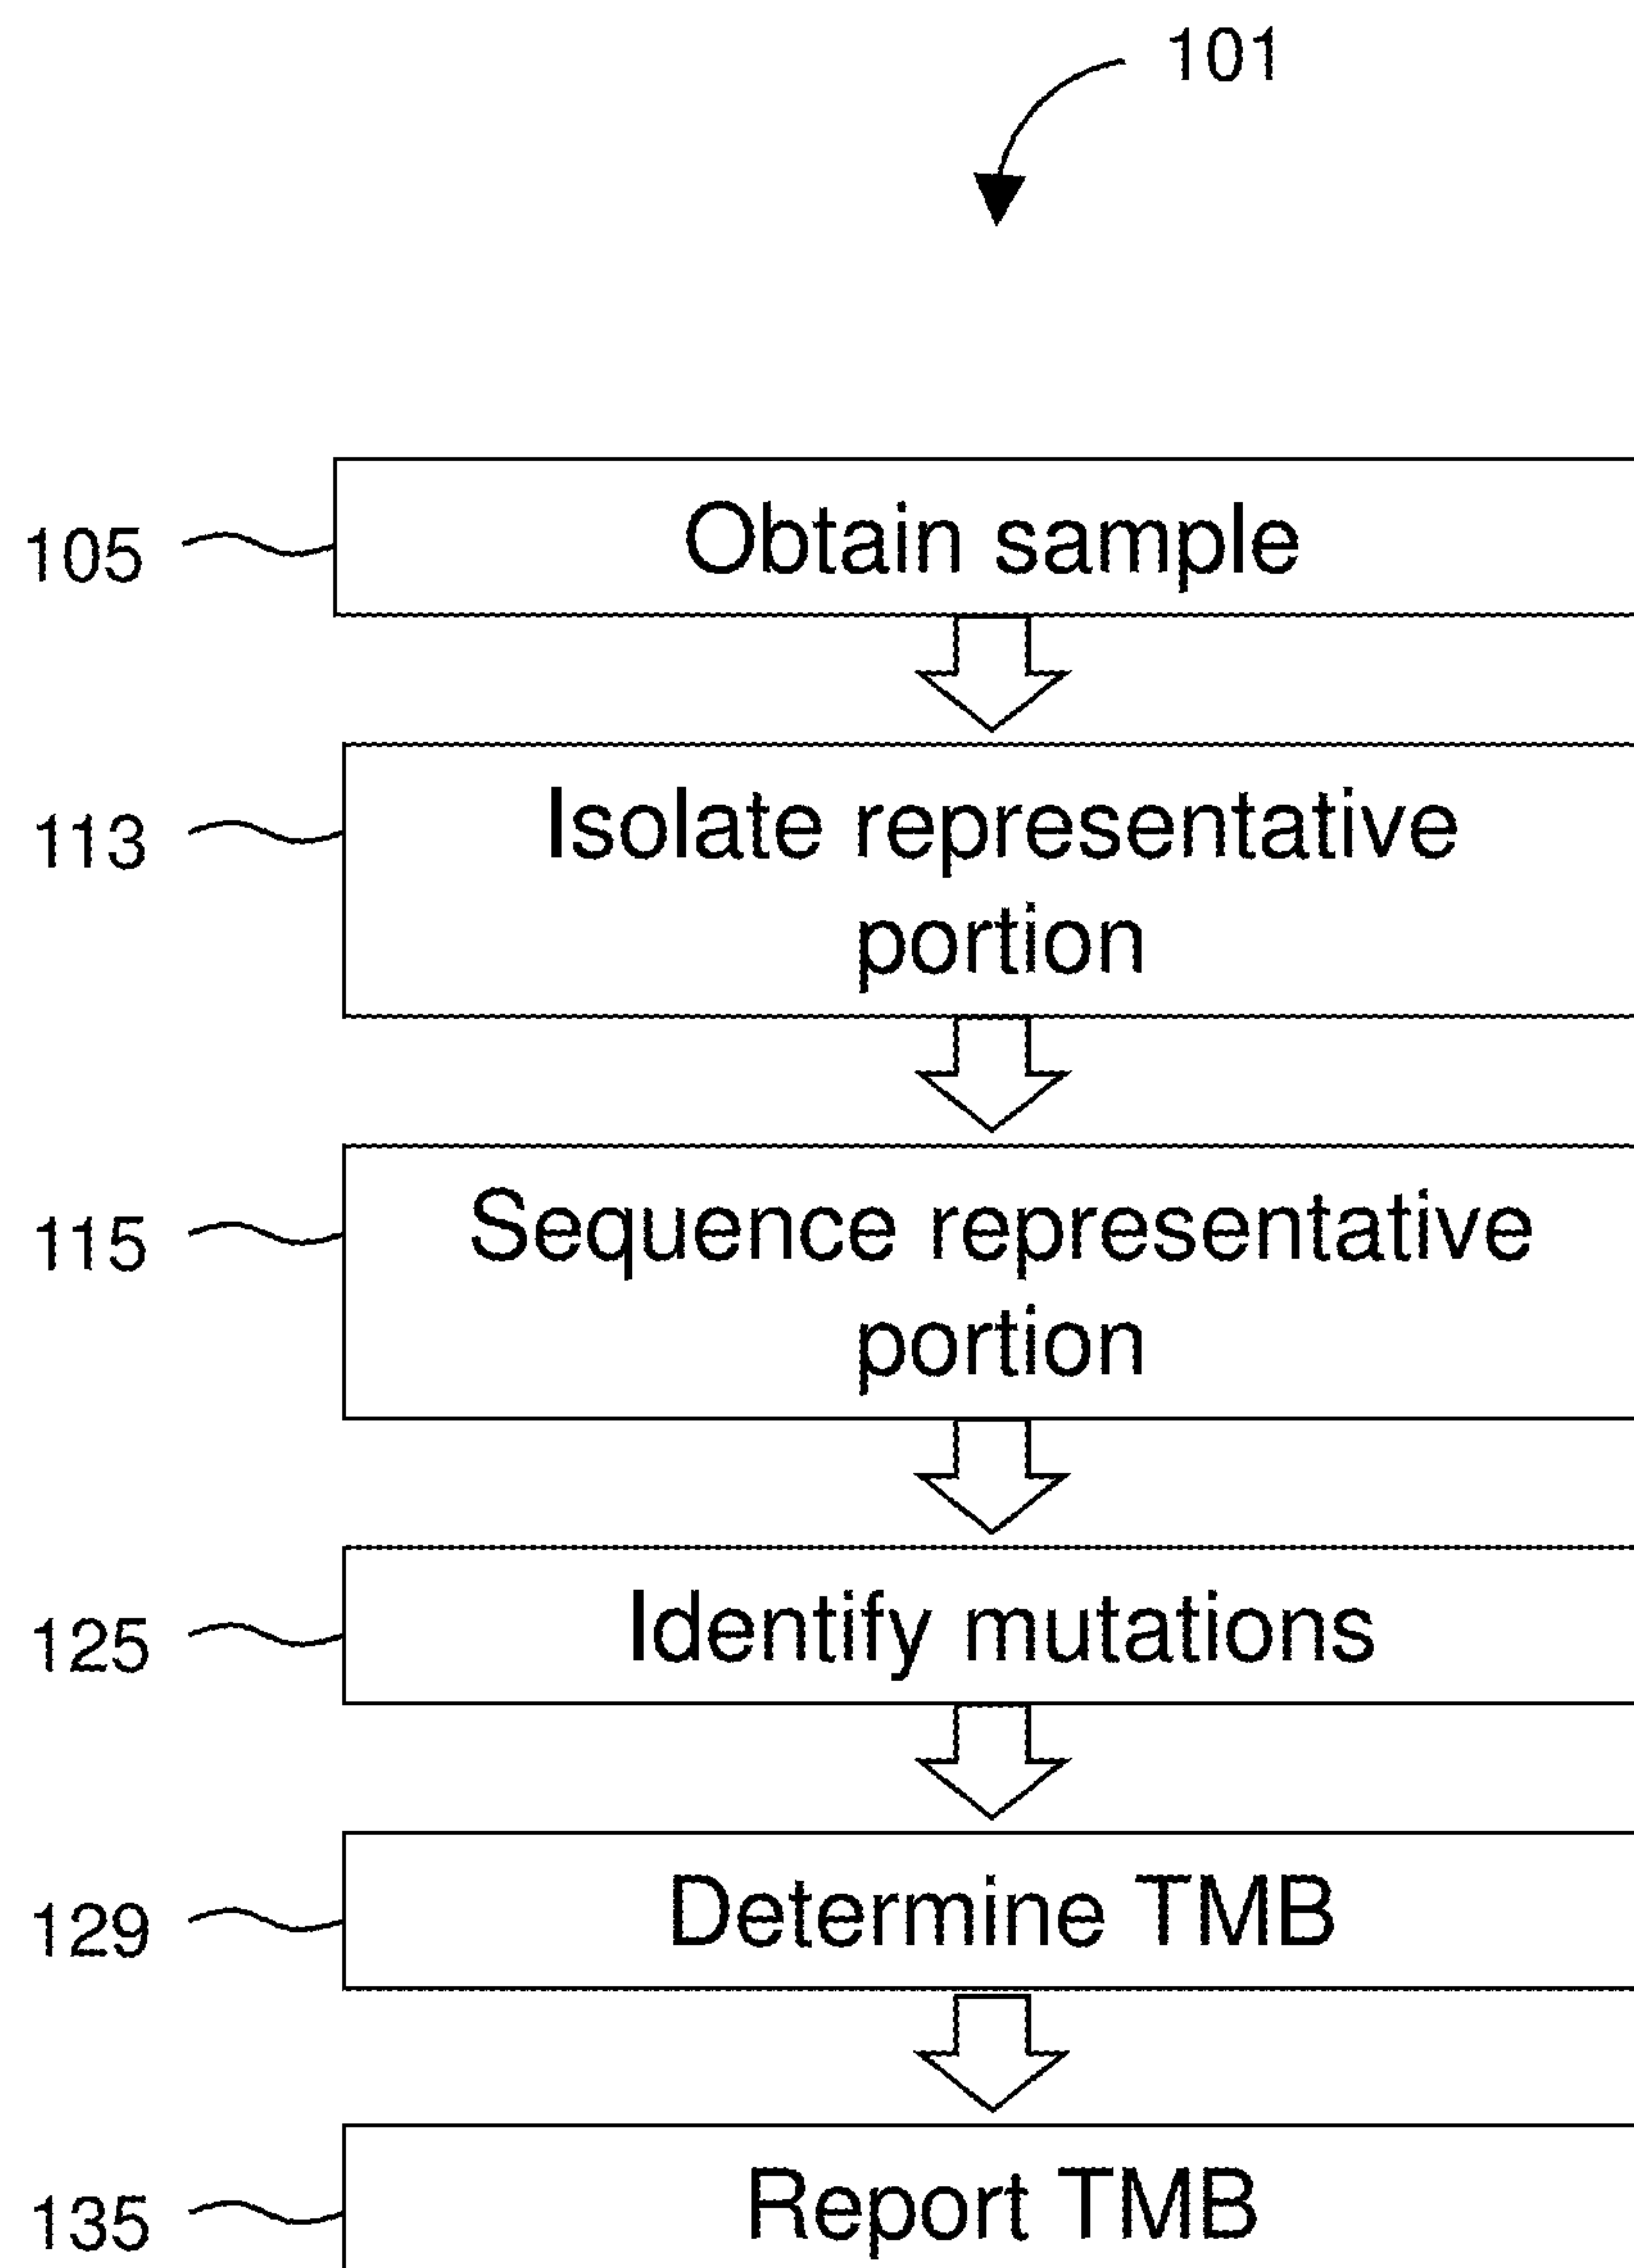 101
105
Obtain sample
113
Isolate representative
portion
115
Sequence representative
portion
125
Identify mutations
129
Determine TMB
135
Report TMB